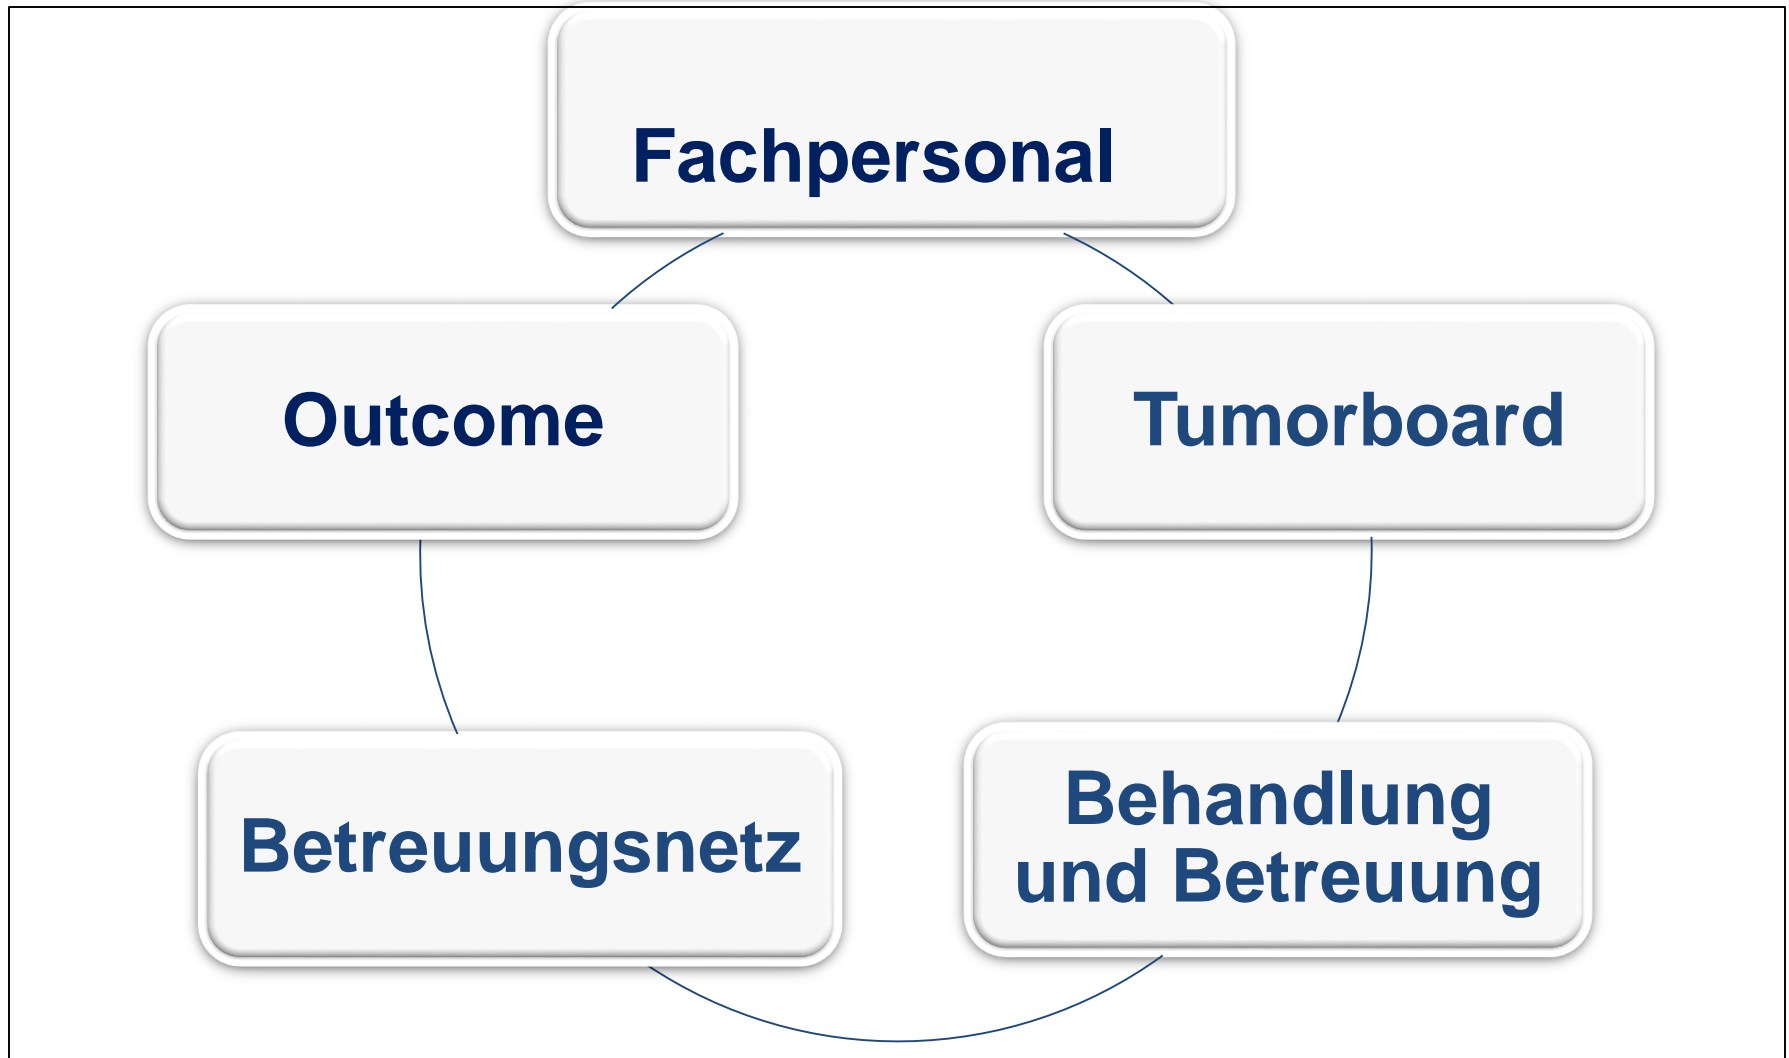 Fachpersonal
Outcome
Tumorboard
Betreuungsnetz
Behandlung
und Betreuung